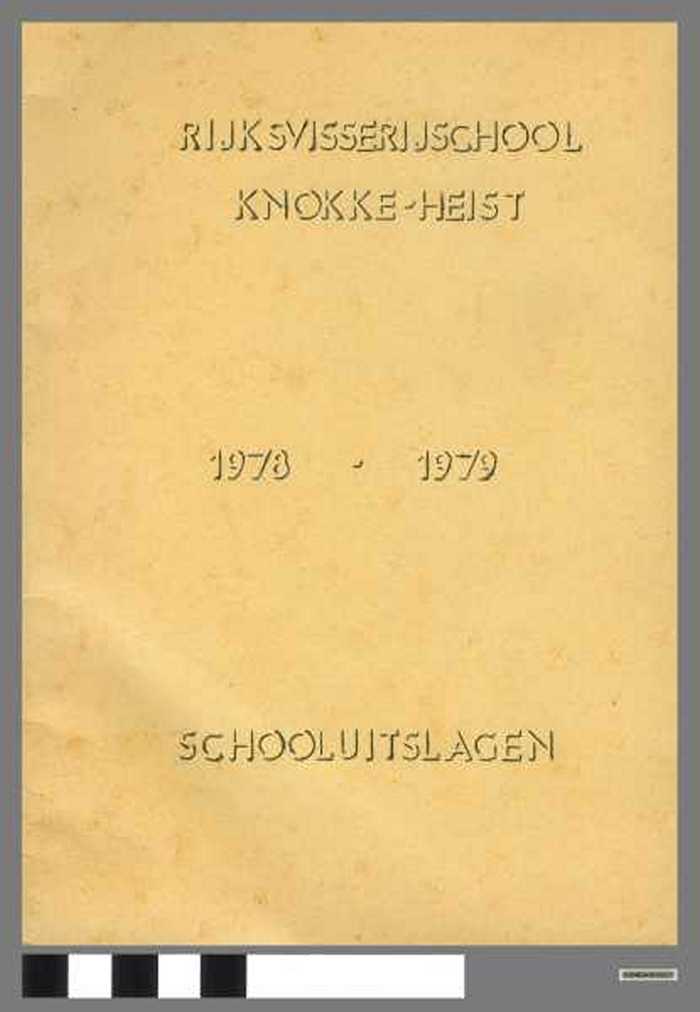 RIJKSVISSERIJSCHOOL
KNOKKE-HEIST
1978 - 1979
SCHOOLUITSLAGEN